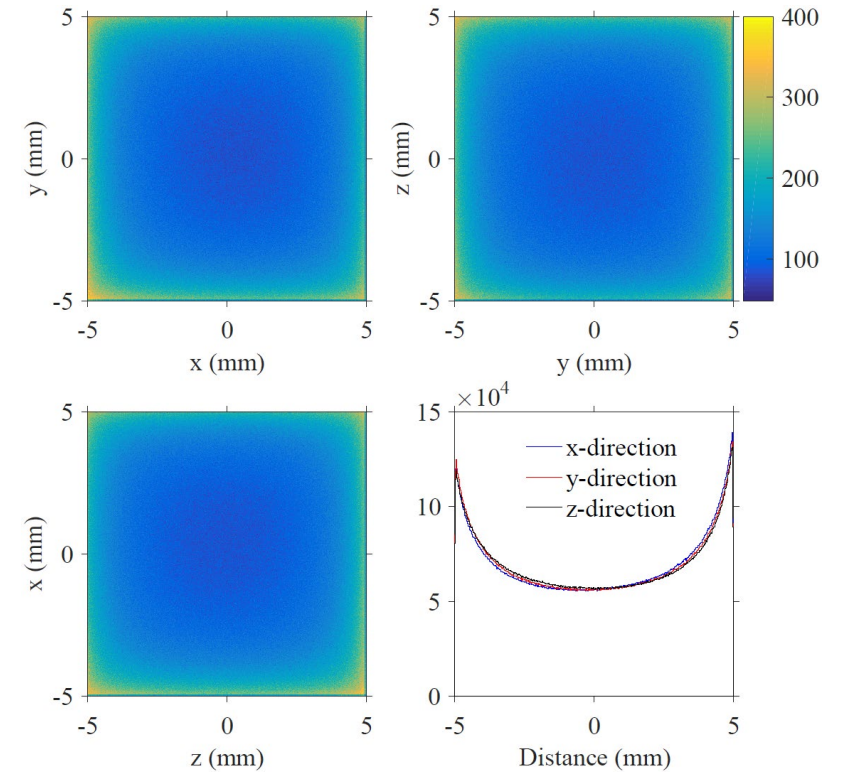 5
0
-5
y (mm)
-5 0 5
x (mm)
5
0
-5
z (mm)
-5 0 5
y (mm)
400
300
200
100
5
0
-5
x (mm)
-5 0 5
z (mm)
×10⁴
15
10
5
0
x-direction
y-direction
z-direction
-5 0 5
Distance (mm)